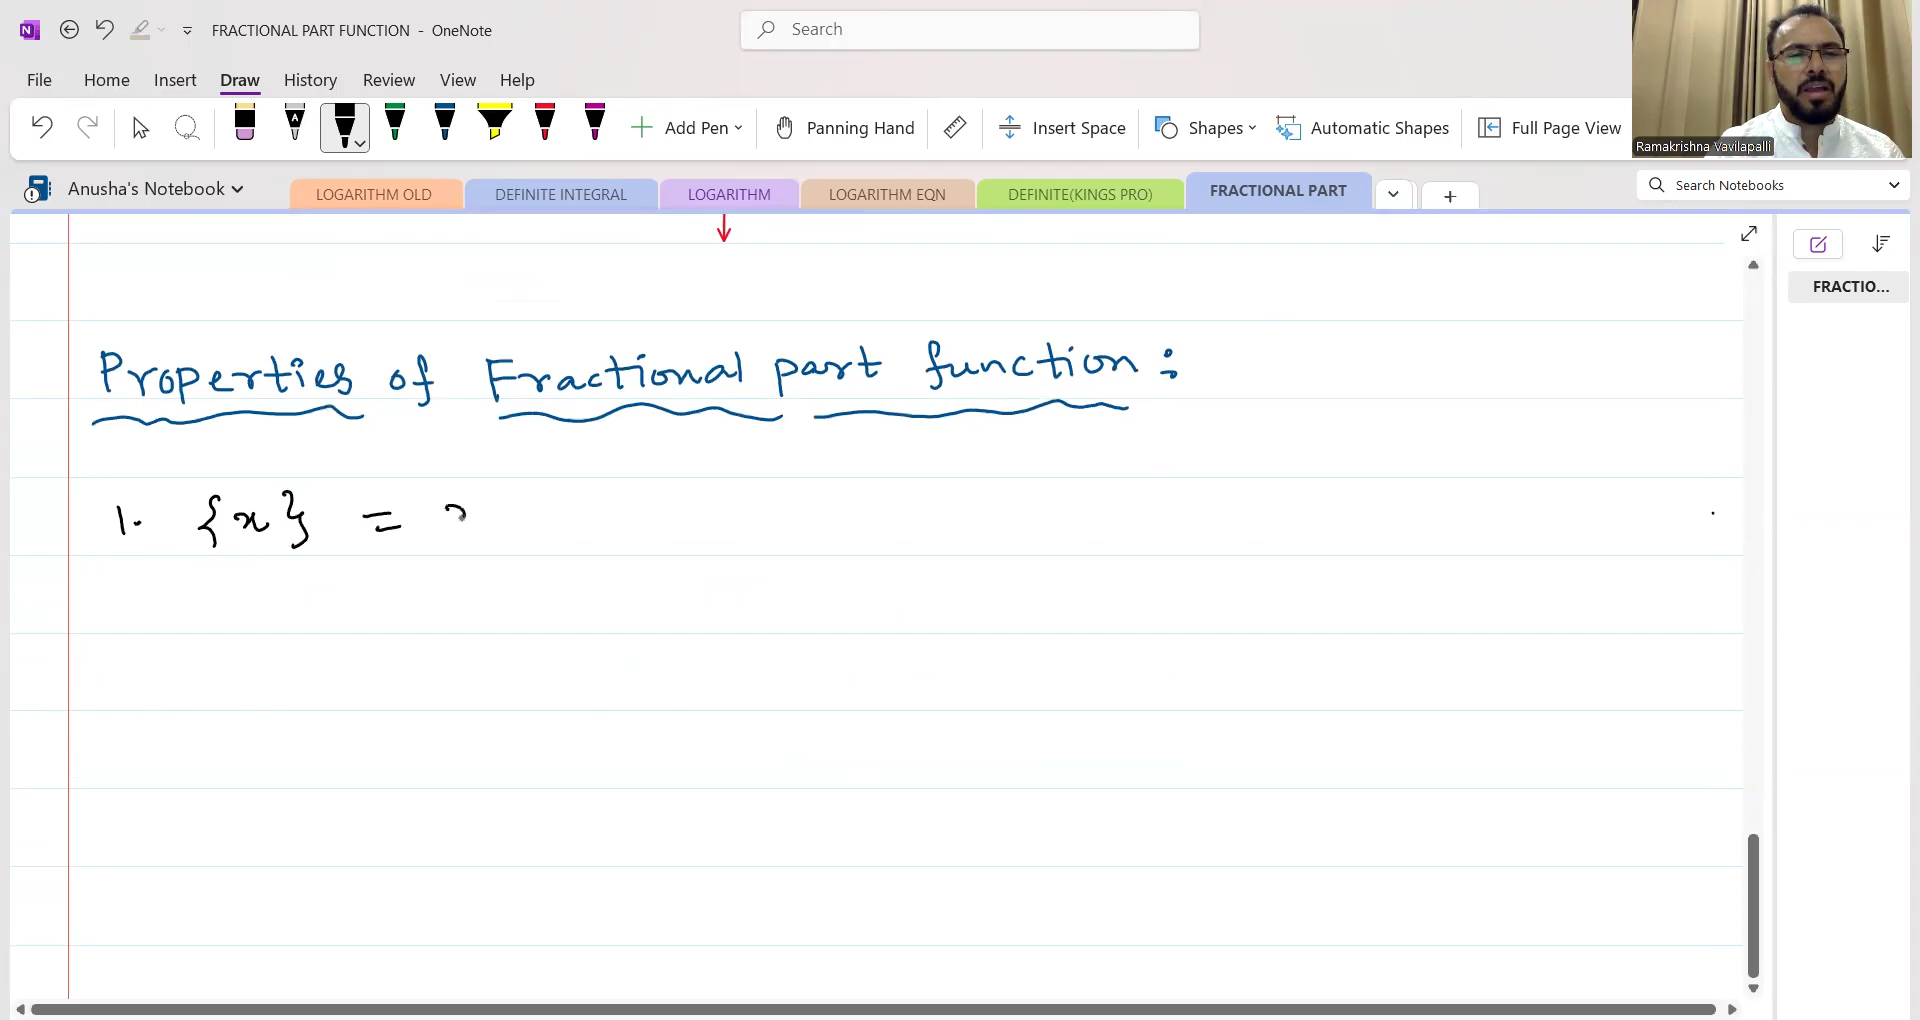 FRACTIONAL PART FUNCTION - OneNote
Search
File Home Insert Draw History Review View Help
Add Pen Panning Hand Insert Space Shapes Automatic Shapes Full Page View
Ramakrishna Vavilapalli
Anusha's Notebook LOGARITHM OLD DEFINITE INTEGRAL LOGARITHM LOGARITHM EQN DEFINITE(KINGS PRO) FRACTIONAL PART Search Notebooks
FRACTIO...
Properties of Fractional part function:
1. {x} =